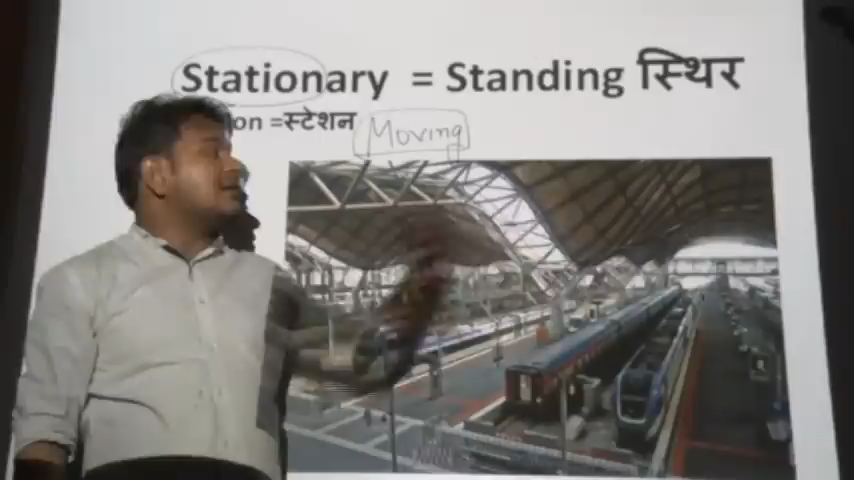 Stationary = Standing स्थिर
on =स्टेशन Moving